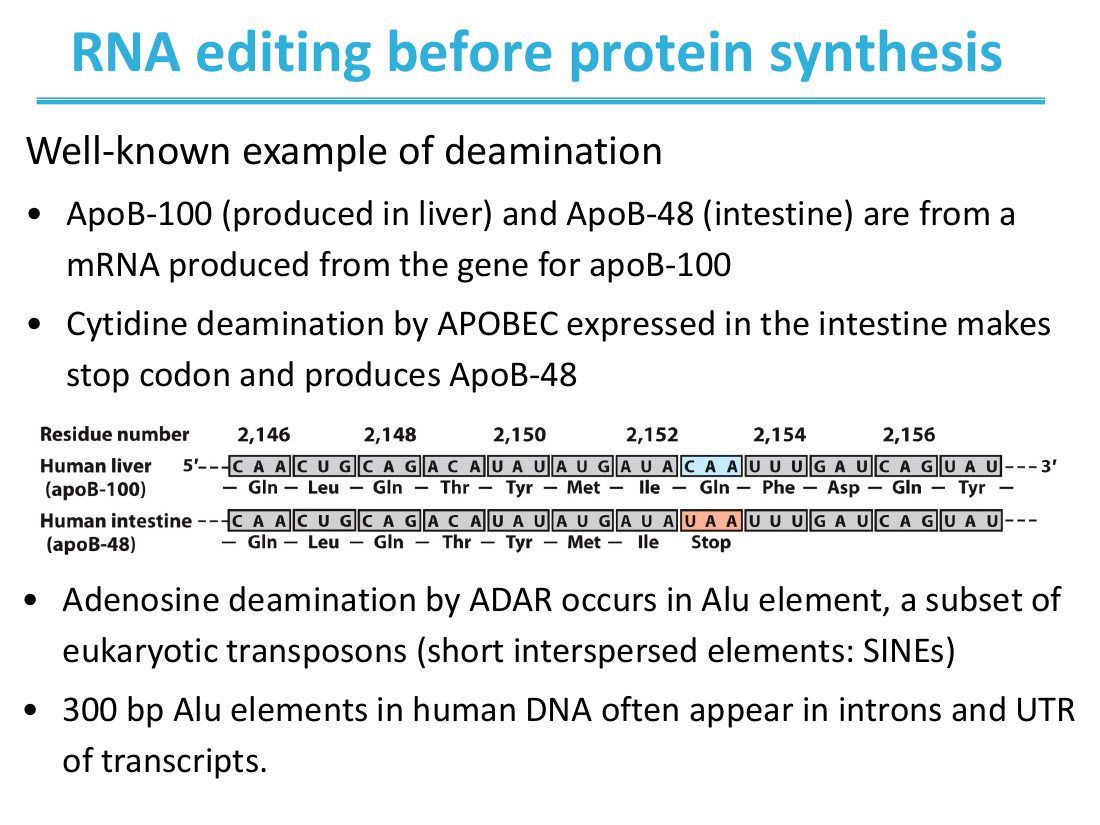 RNA editing before protein synthesis
Well-known example of deamination
• ApoB-100 (produced in liver) and ApoB-48 (intestine) are from a
mRNA produced from the gene for apoB-100
• Cytidine deamination by APOBEC expressed in the intestine makes
stop codon and produces ApoB-48
Residue number 2,146 2,148 2,150 2,152 2,154 2,156
Human liver 5′---C A A C U G C A G A C A U A U A U G A U A C A A U U U G A U C A G U A U---3′
(apoB-100) — Gln — Leu — Gln — Thr — Tyr — Met — Ile — Gln — Phe — Asp — Gln — Tyr —
Human intestine ---C A A C U G C A G A C A U A U A U G A U A U A A U U U G A U C A G U A U---
(apoB-48) — Gln — Leu — Gln — Thr — Tyr — Met — Ile Stop
• Adenosine deamination by ADAR occurs in Alu element, a subset of
eukaryotic transposons (short interspersed elements: SINEs)
• 300 bp Alu elements in human DNA often appear in introns and UTR
of transcripts.